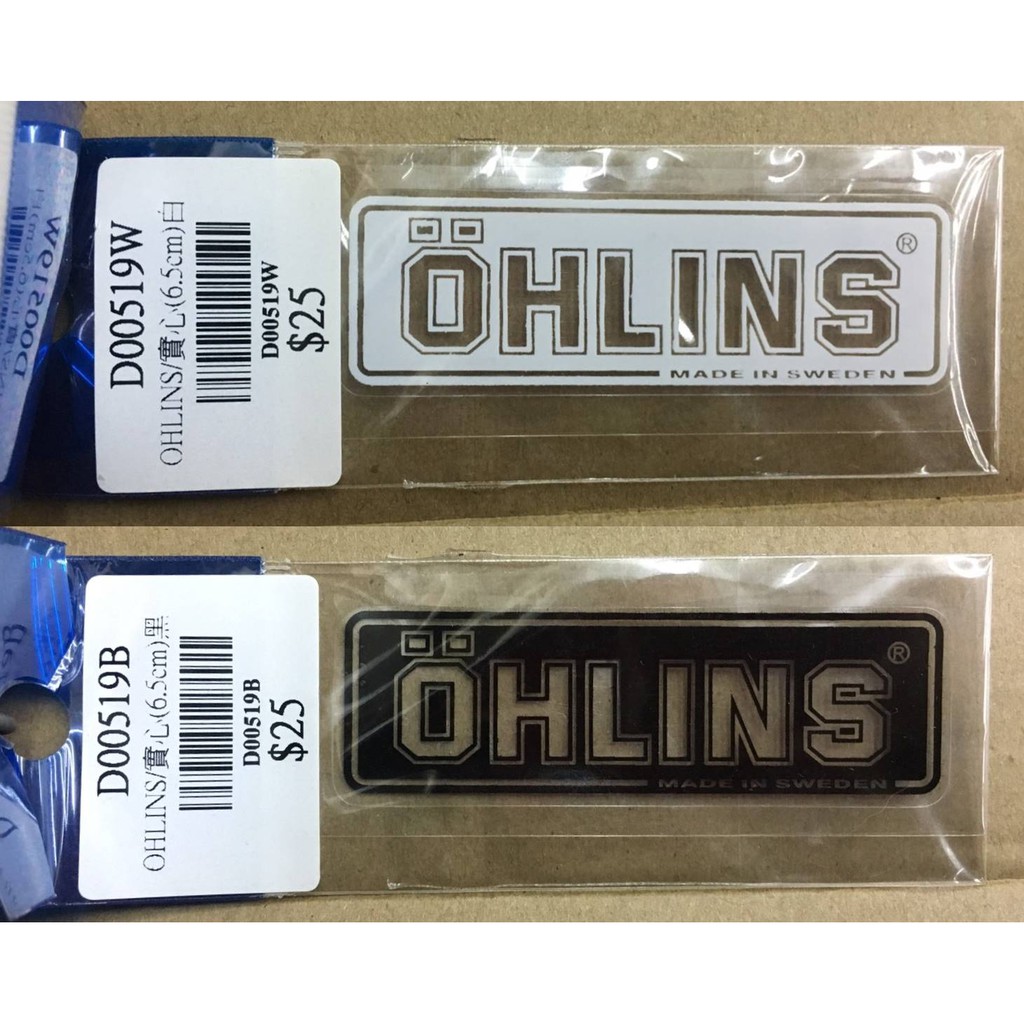 D00519W
OHLINS/實心(6.5cm)白
D00519W
$25
ÖHLINS®
MADE IN SWEDEN
D00519W
D00519B
OHLINS/實心(6.5cm)黑
D00519B
$25
ÖHLINS®
MADE IN SWEDEN